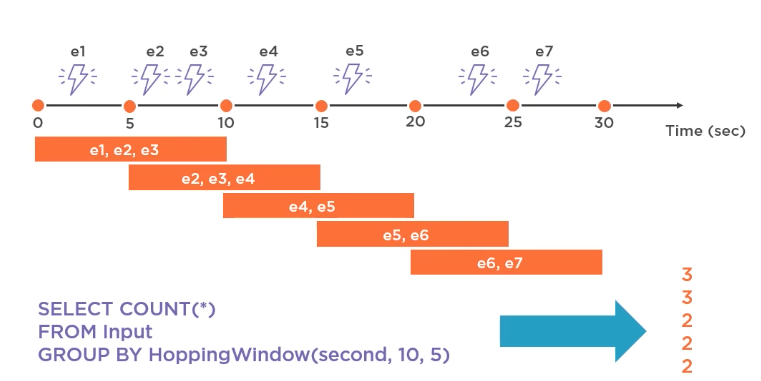 e1 e2 e3 e4 e5 e6 e7
0 5 10 15 20 25 30
Time (sec)
e1, e2, e3
e2, e3, e4
e4, e5
e5, e6
e6, e7
SELECT COUNT(*)
FROM Input
GROUP BY HoppingWindow(second, 10, 5)
3
3
2
2
2